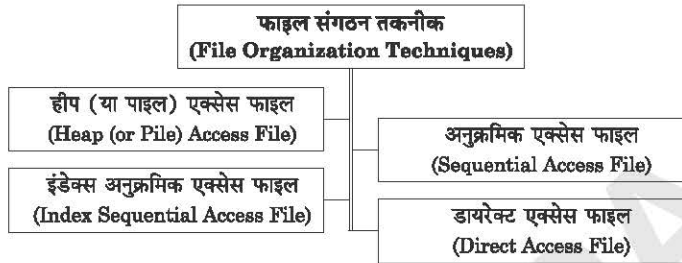 फाइल संगठन तकनीक
(File Organization Techniques)
हीप (या पाइल) एक्सेस फाइल
(Heap (or Pile) Access File)
अनुक्रमिक एक्सेस फाइल
(Sequential Access File)
इंडेक्स अनुक्रमिक एक्सेस फाइल
(Index Sequential Access File)
डायरेक्ट एक्सेस फाइल
(Direct Access File)